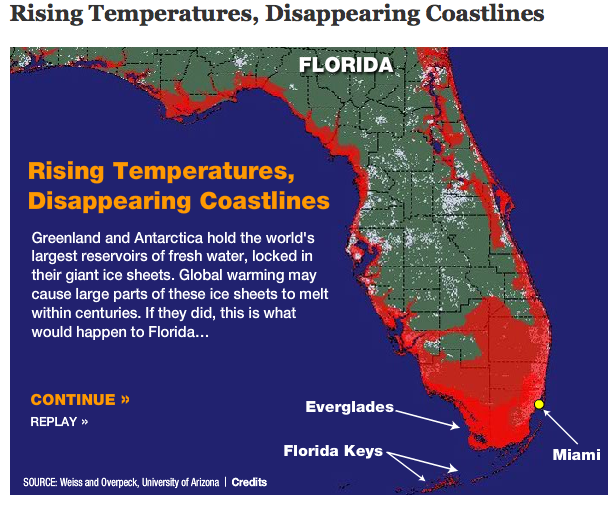 Rising Temperatures, Disappearing Coastlines
FLORIDA
Rising Temperatures,
Disappearing Coastlines
Greenland and Antarctica hold the world's
largest reservoirs of fresh water, locked in
their giant ice sheets. Global warming may
cause large parts of these ice sheets to melt
within centuries. If they did, this is what
would happen to Florida...
CONTINUE »
REPLAY »
Everglades
Florida Keys
Miami
SOURCE: Weiss and Overpeck, University of Arizona | Credits